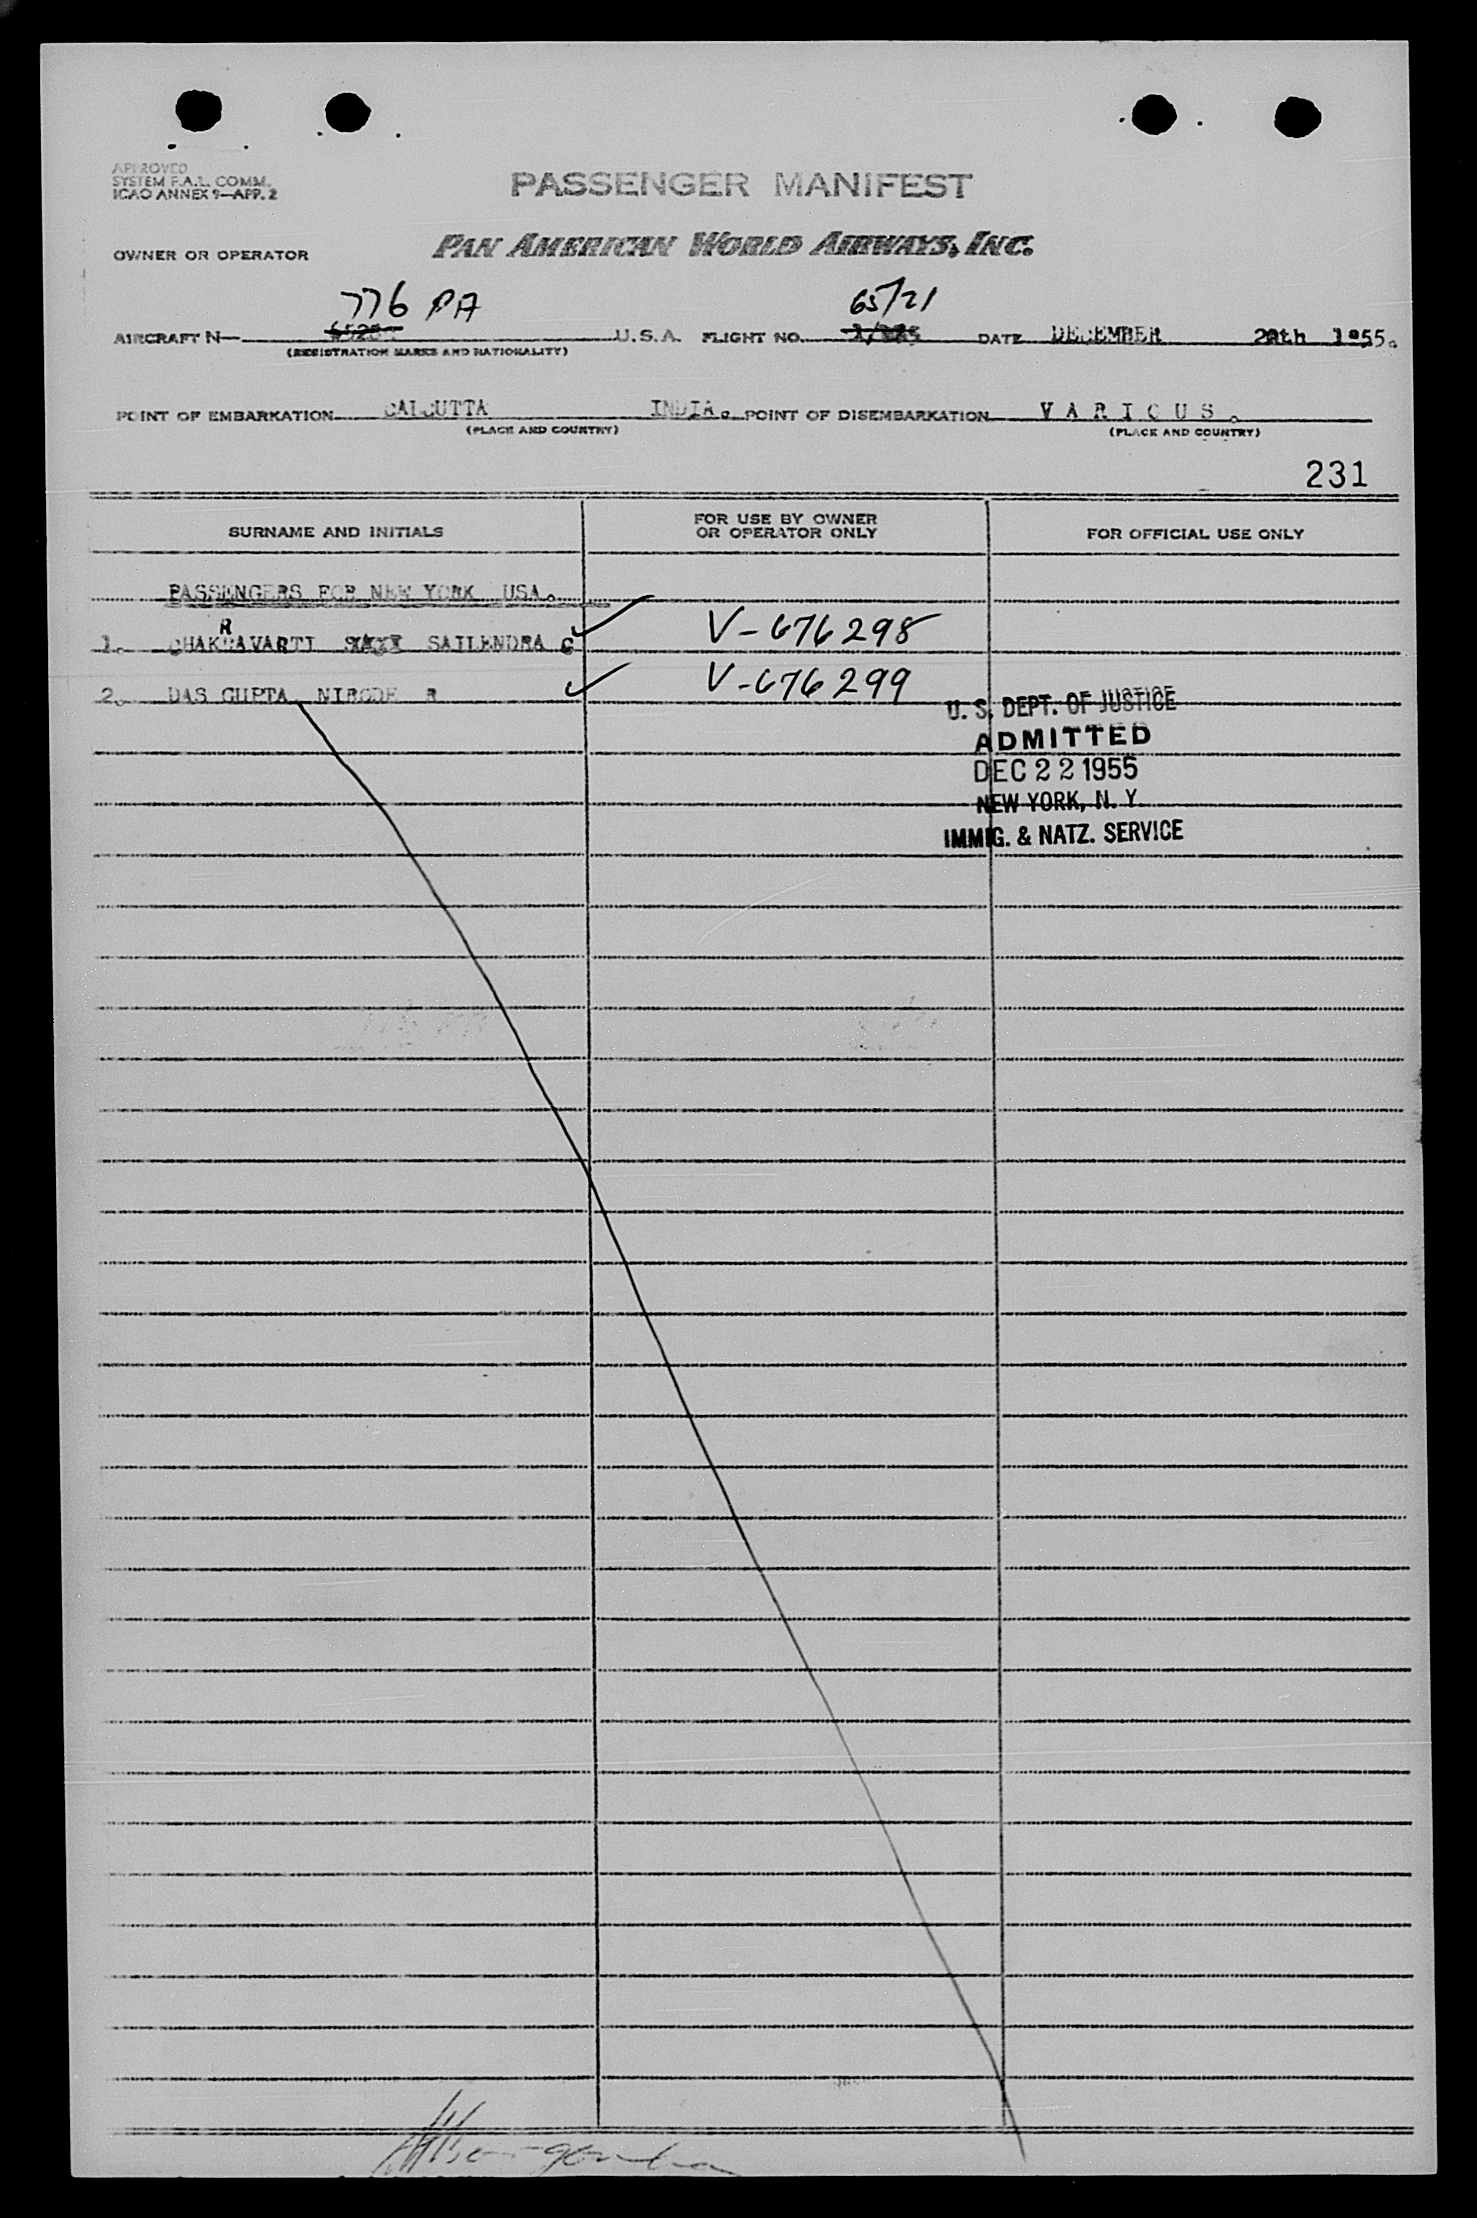 APPROVED
SYSTEM F.A.L. COMM.
ICAO ANNEX 9—APP. 2
PASSENGER MANIFEST
OWNER OR OPERATOR PAN AMERICAN WORLD AIRWAYS, INC.
776 PA 65/21
AIRCRAFT N— U.S.A. FLIGHT NO. DATE DECEMBER 20th 1955.
(REGISTRATION MARKS AND NATIONALITY)
POINT OF EMBARKATION CALCUTTA INDIA. POINT OF DISEMBARKATION VARIOUS.
(PLACE AND COUNTRY) (PLACE AND COUNTRY)
231
SURNAME AND INITIALS FOR USE BY OWNER OR OPERATOR ONLY FOR OFFICIAL USE ONLY
PASSENGERS FOR NEW YORK USA.
1. CHAKRAVARTI SAILENDRA C V-676298
2. DAS GUPTA NIRODE R V-676299
U. S. DEPT. OF JUSTICE
ADMITTED
DEC 22 1955
NEW YORK, N. Y.
IMMIG. & NATZ. SERVICE